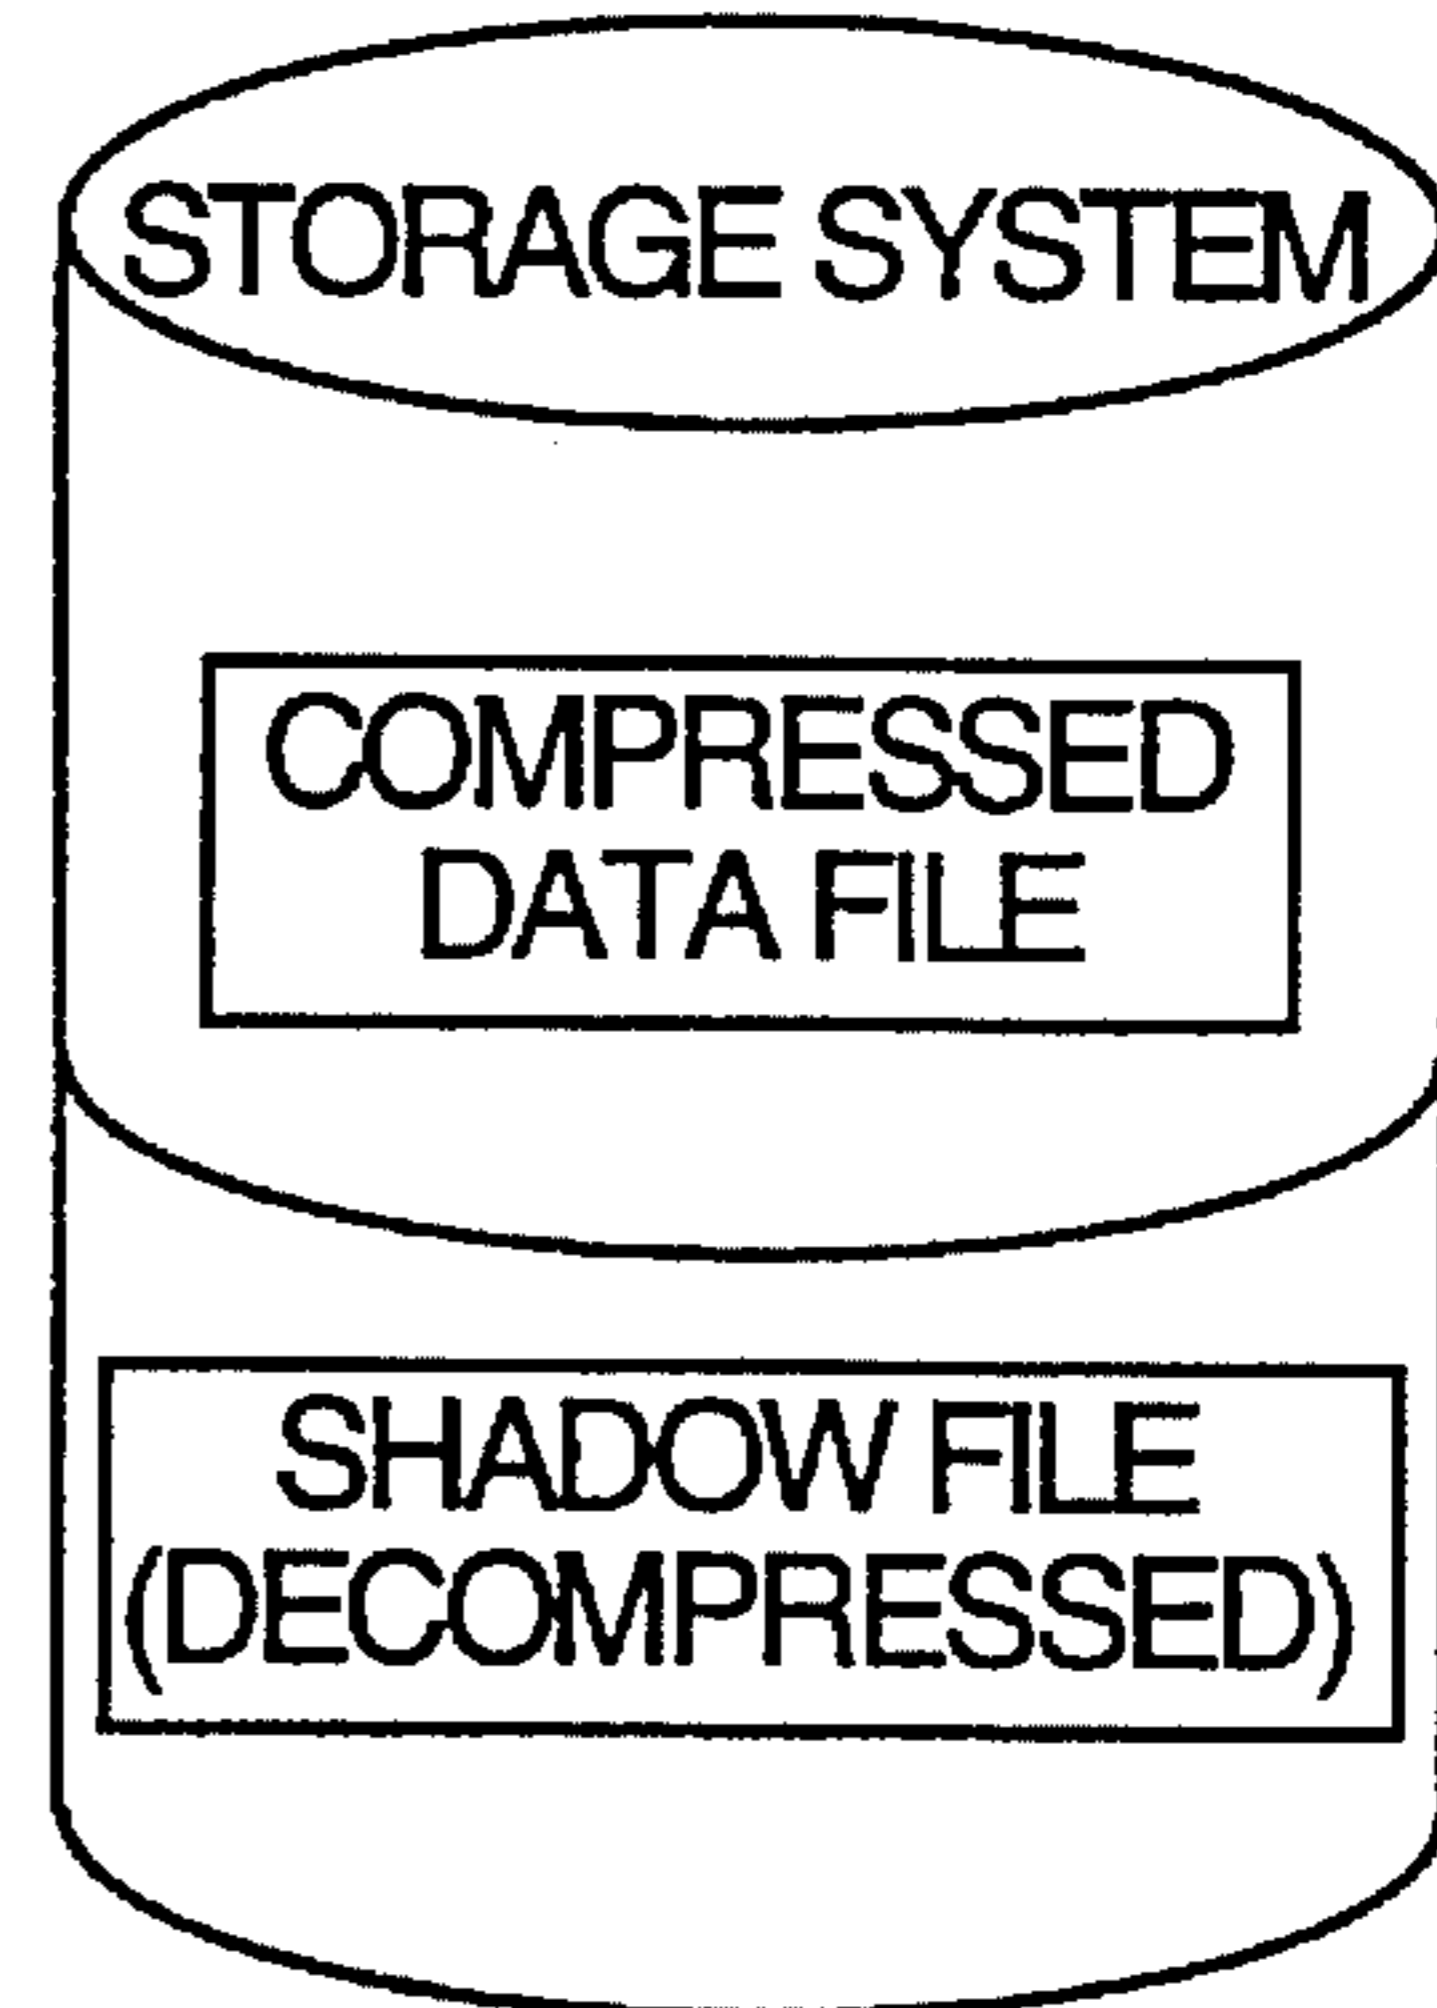 STORAGE SYSTEM
COMPRESSED
DATA FILE
SHADOW FILE
(DECOMPRESSED)